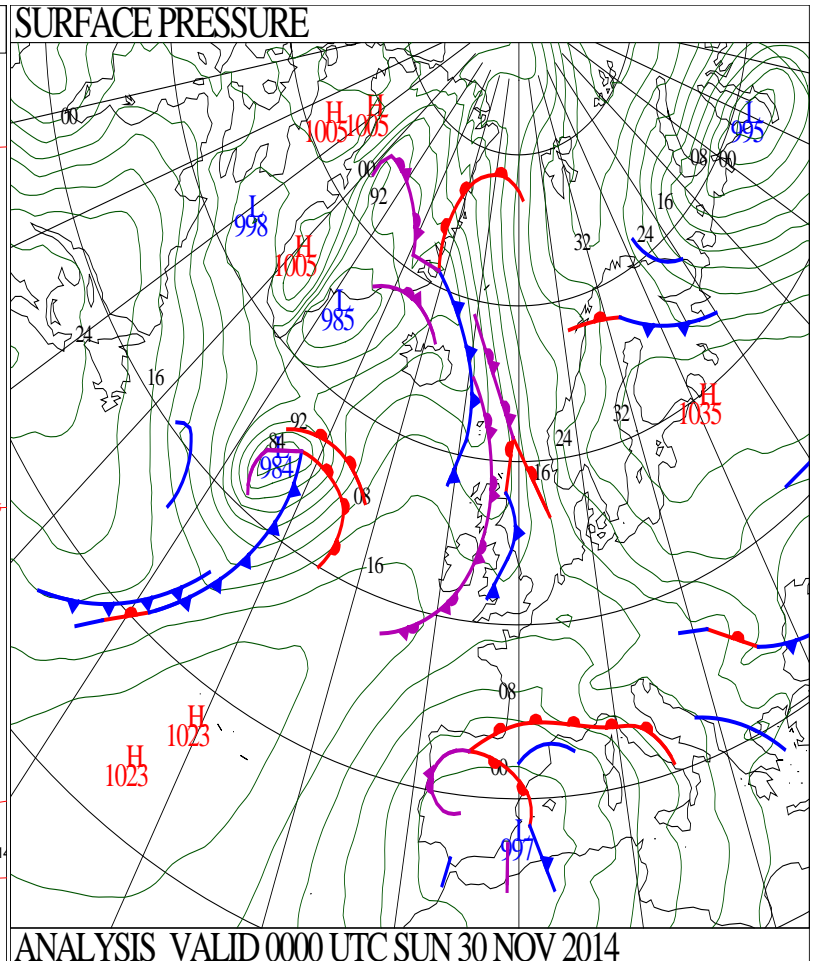 SURFACE PRESSURE
H
1005
H
1005
L
995
00
00
92
08
00
16
L
998
24
32
H
1005
L
985
24
16
H
1035
32
24
92
84
L
984
16
08
16
08
H
1023
H
1023
00
L
997
ANALYSIS VALID 0000 UTC SUN 30 NOV 2014